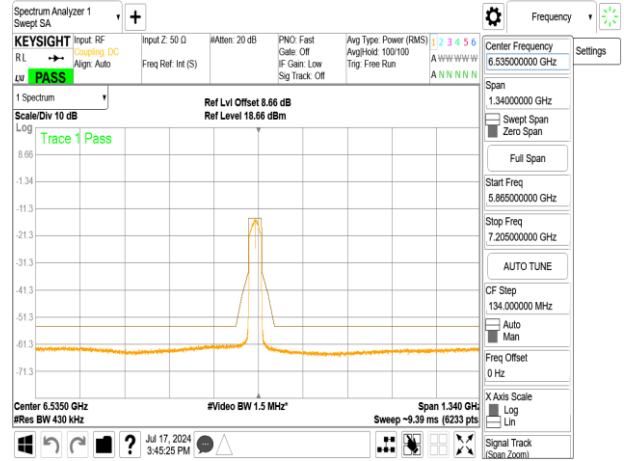 Spectrum Analyzer 1
Swept SA
+
Frequency
KEYSIGHT
RL
LW PASS
Input: RF
Coupling: DC
Align: Auto
Input Z: 50 Ω
Freq Ref: Int (S)
#Atten: 20 dB
PNO: Fast
Gate: Off
IF Gain: Low
Sig Track: Off
Avg Type: Power (RMS)
Avg|Hold: 100/100
Trig: Free Run
1 2 3 4 5 6
A W W W W W
A N N N N N
1 Spectrum
Scale/Div 10 dB
Ref Lvl Offset 8.66 dB
Ref Level 18.66 dBm
Log
Trace 1 Pass
8.66
-1.34
-11.3
-21.3
-31.3
-41.3
-51.3
-61.3
-71.3
Center 6.5350 GHz
#Video BW 1.5 MHz*
Span 1.340 GHz
#Res BW 430 kHz
Sweep ~9.39 ms (6233 pts
Jul 17, 2024
3:45:25 PM
?
Center Frequency
6.535000000 GHz
Settings
Span
1.34000000 GHz
Swept Span
Zero Span
Full Span
Start Freq
5.865000000 GHz
Stop Freq
7.205000000 GHz
AUTO TUNE
CF Step
134.000000 MHz
Auto
Man
Freq Offset
0 Hz
X Axis Scale
Log
Lin
Signal Track
(Span Zoom)